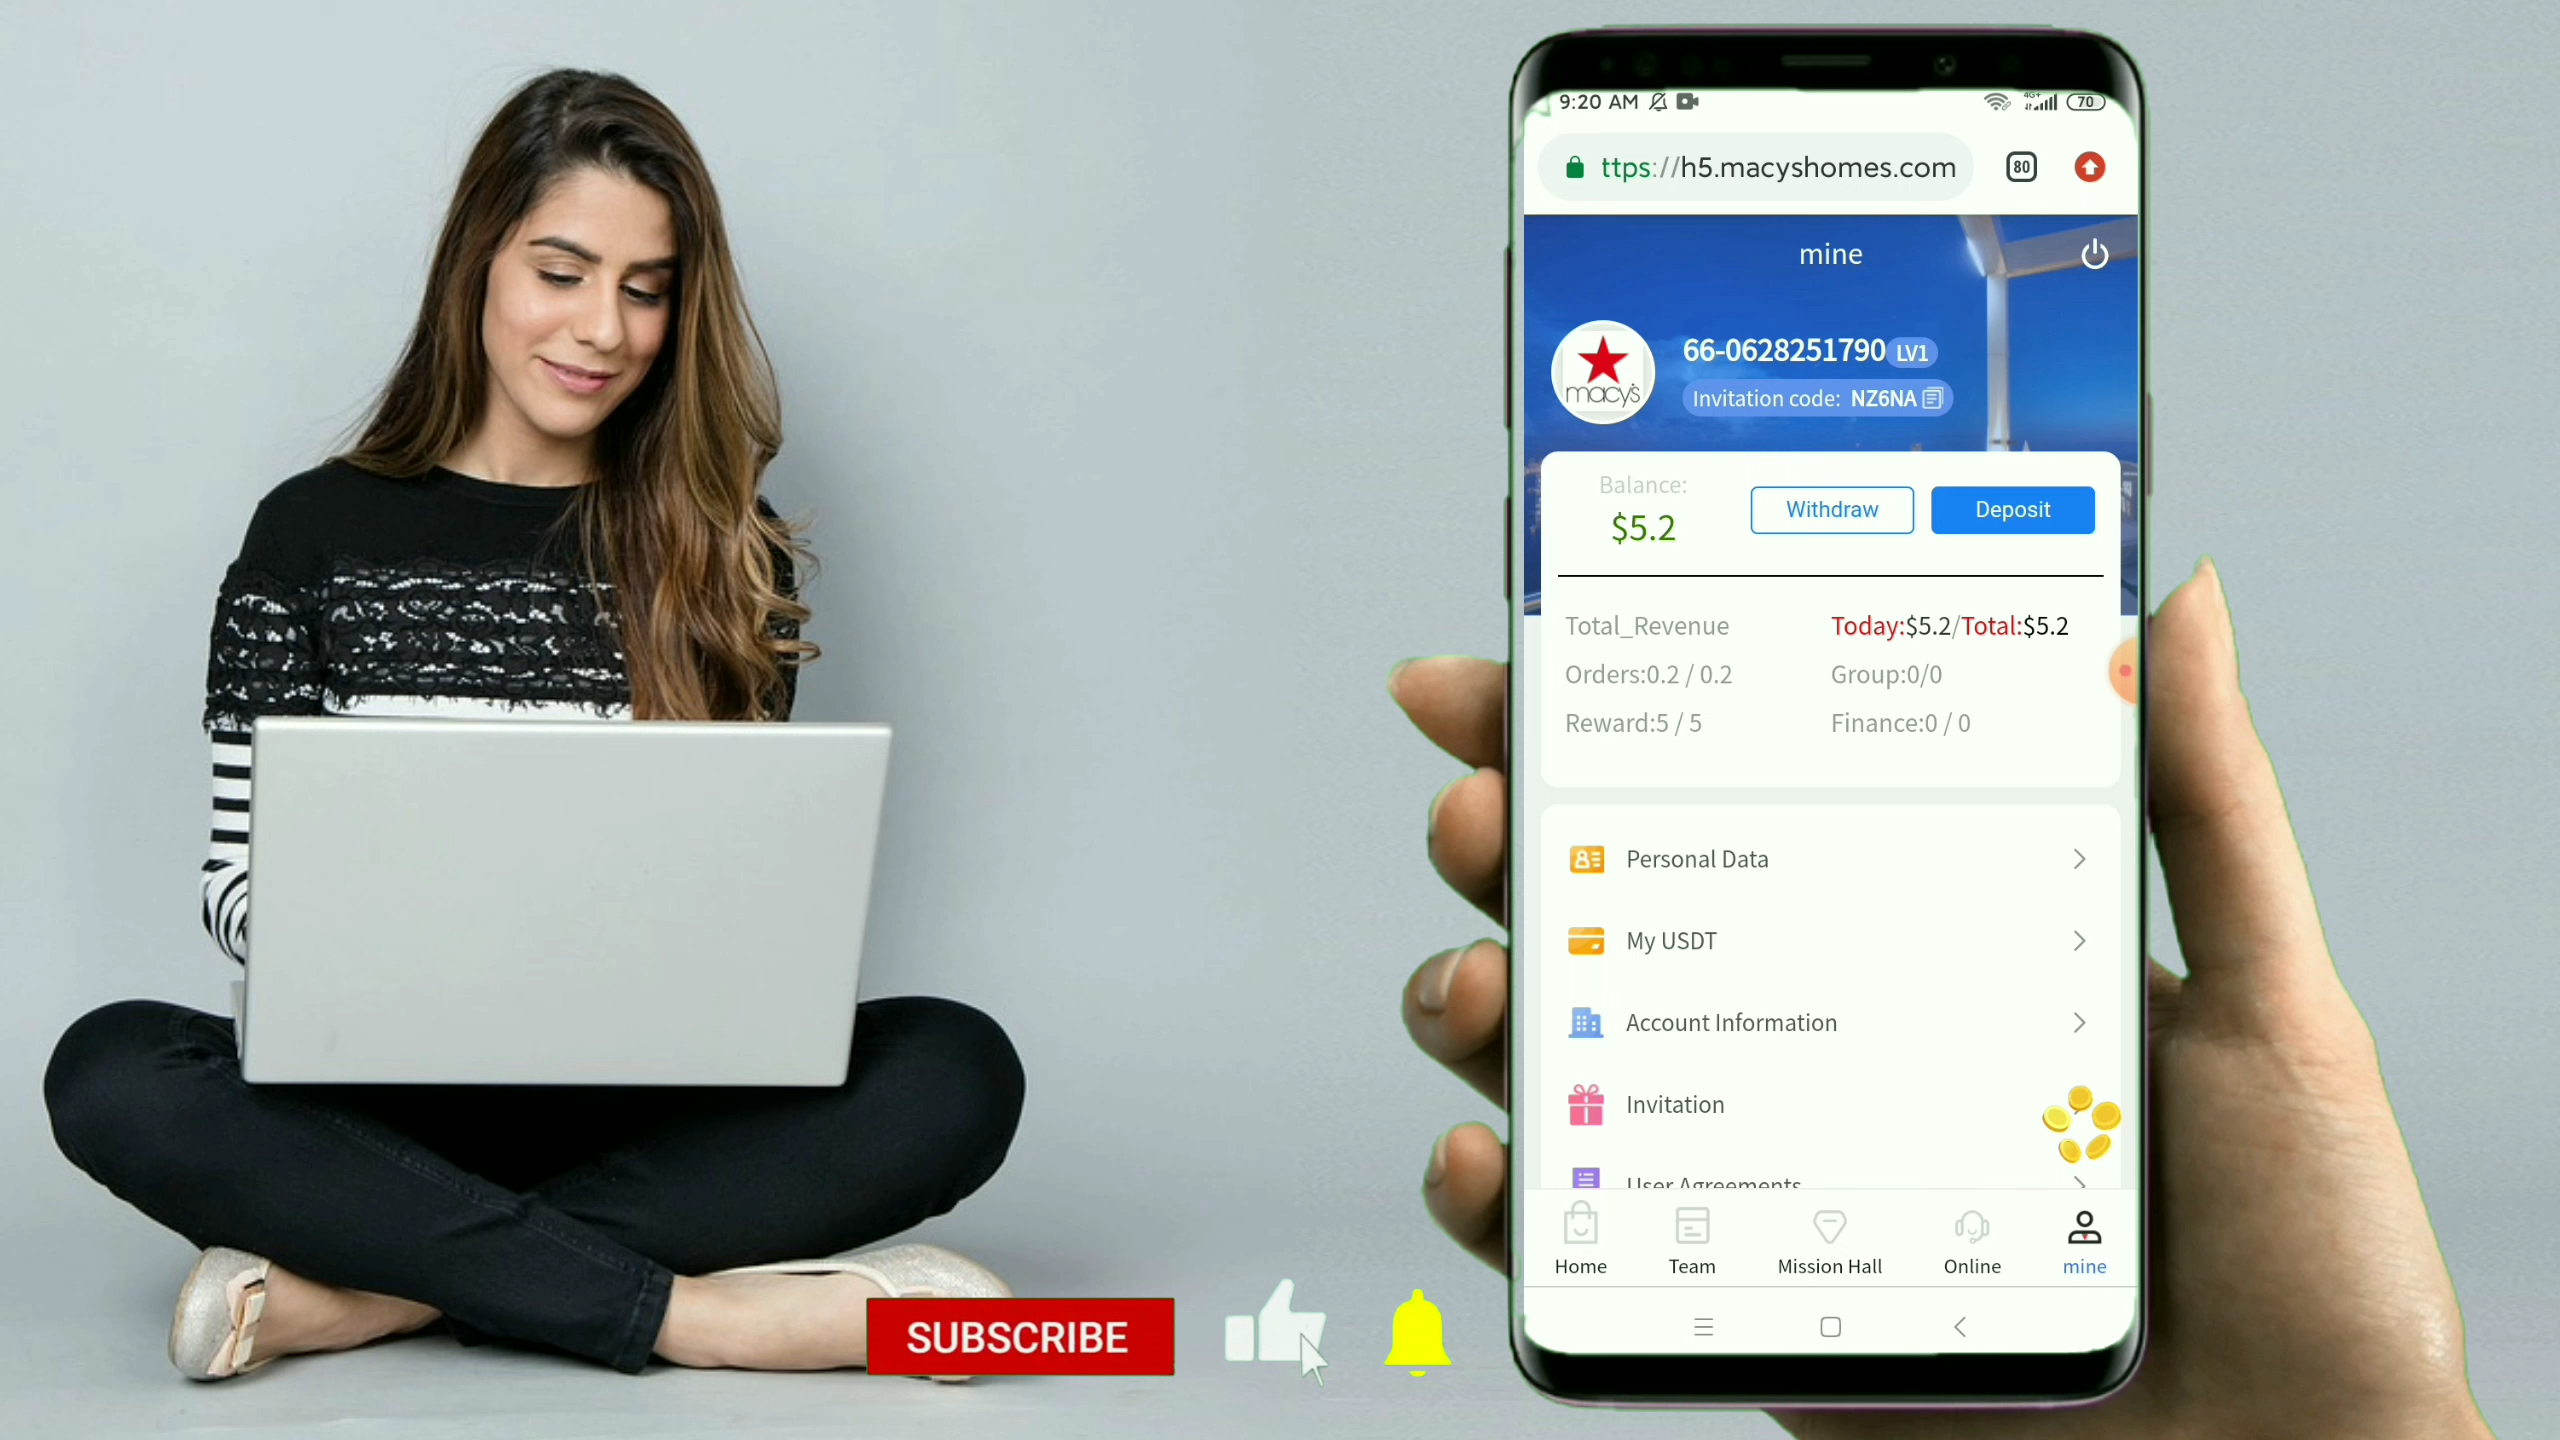 9:20 AM
4G+
70
ttps://h5.macyshomes.com
80
mine
macy's
66-0628251790 LV1
Invitation code: NZ6NA
Balance:
$5.2
Withdraw
Deposit
Total_Revenue
Today:$5.2/Total:$5.2
Orders:0.2 / 0.2
Group:0/0
Reward:5 / 5
Finance:0 / 0
Personal Data
My USDT
Account Information
Invitation
User Agreements
Home
Team
Mission Hall
Online
mine
SUBSCRIBE